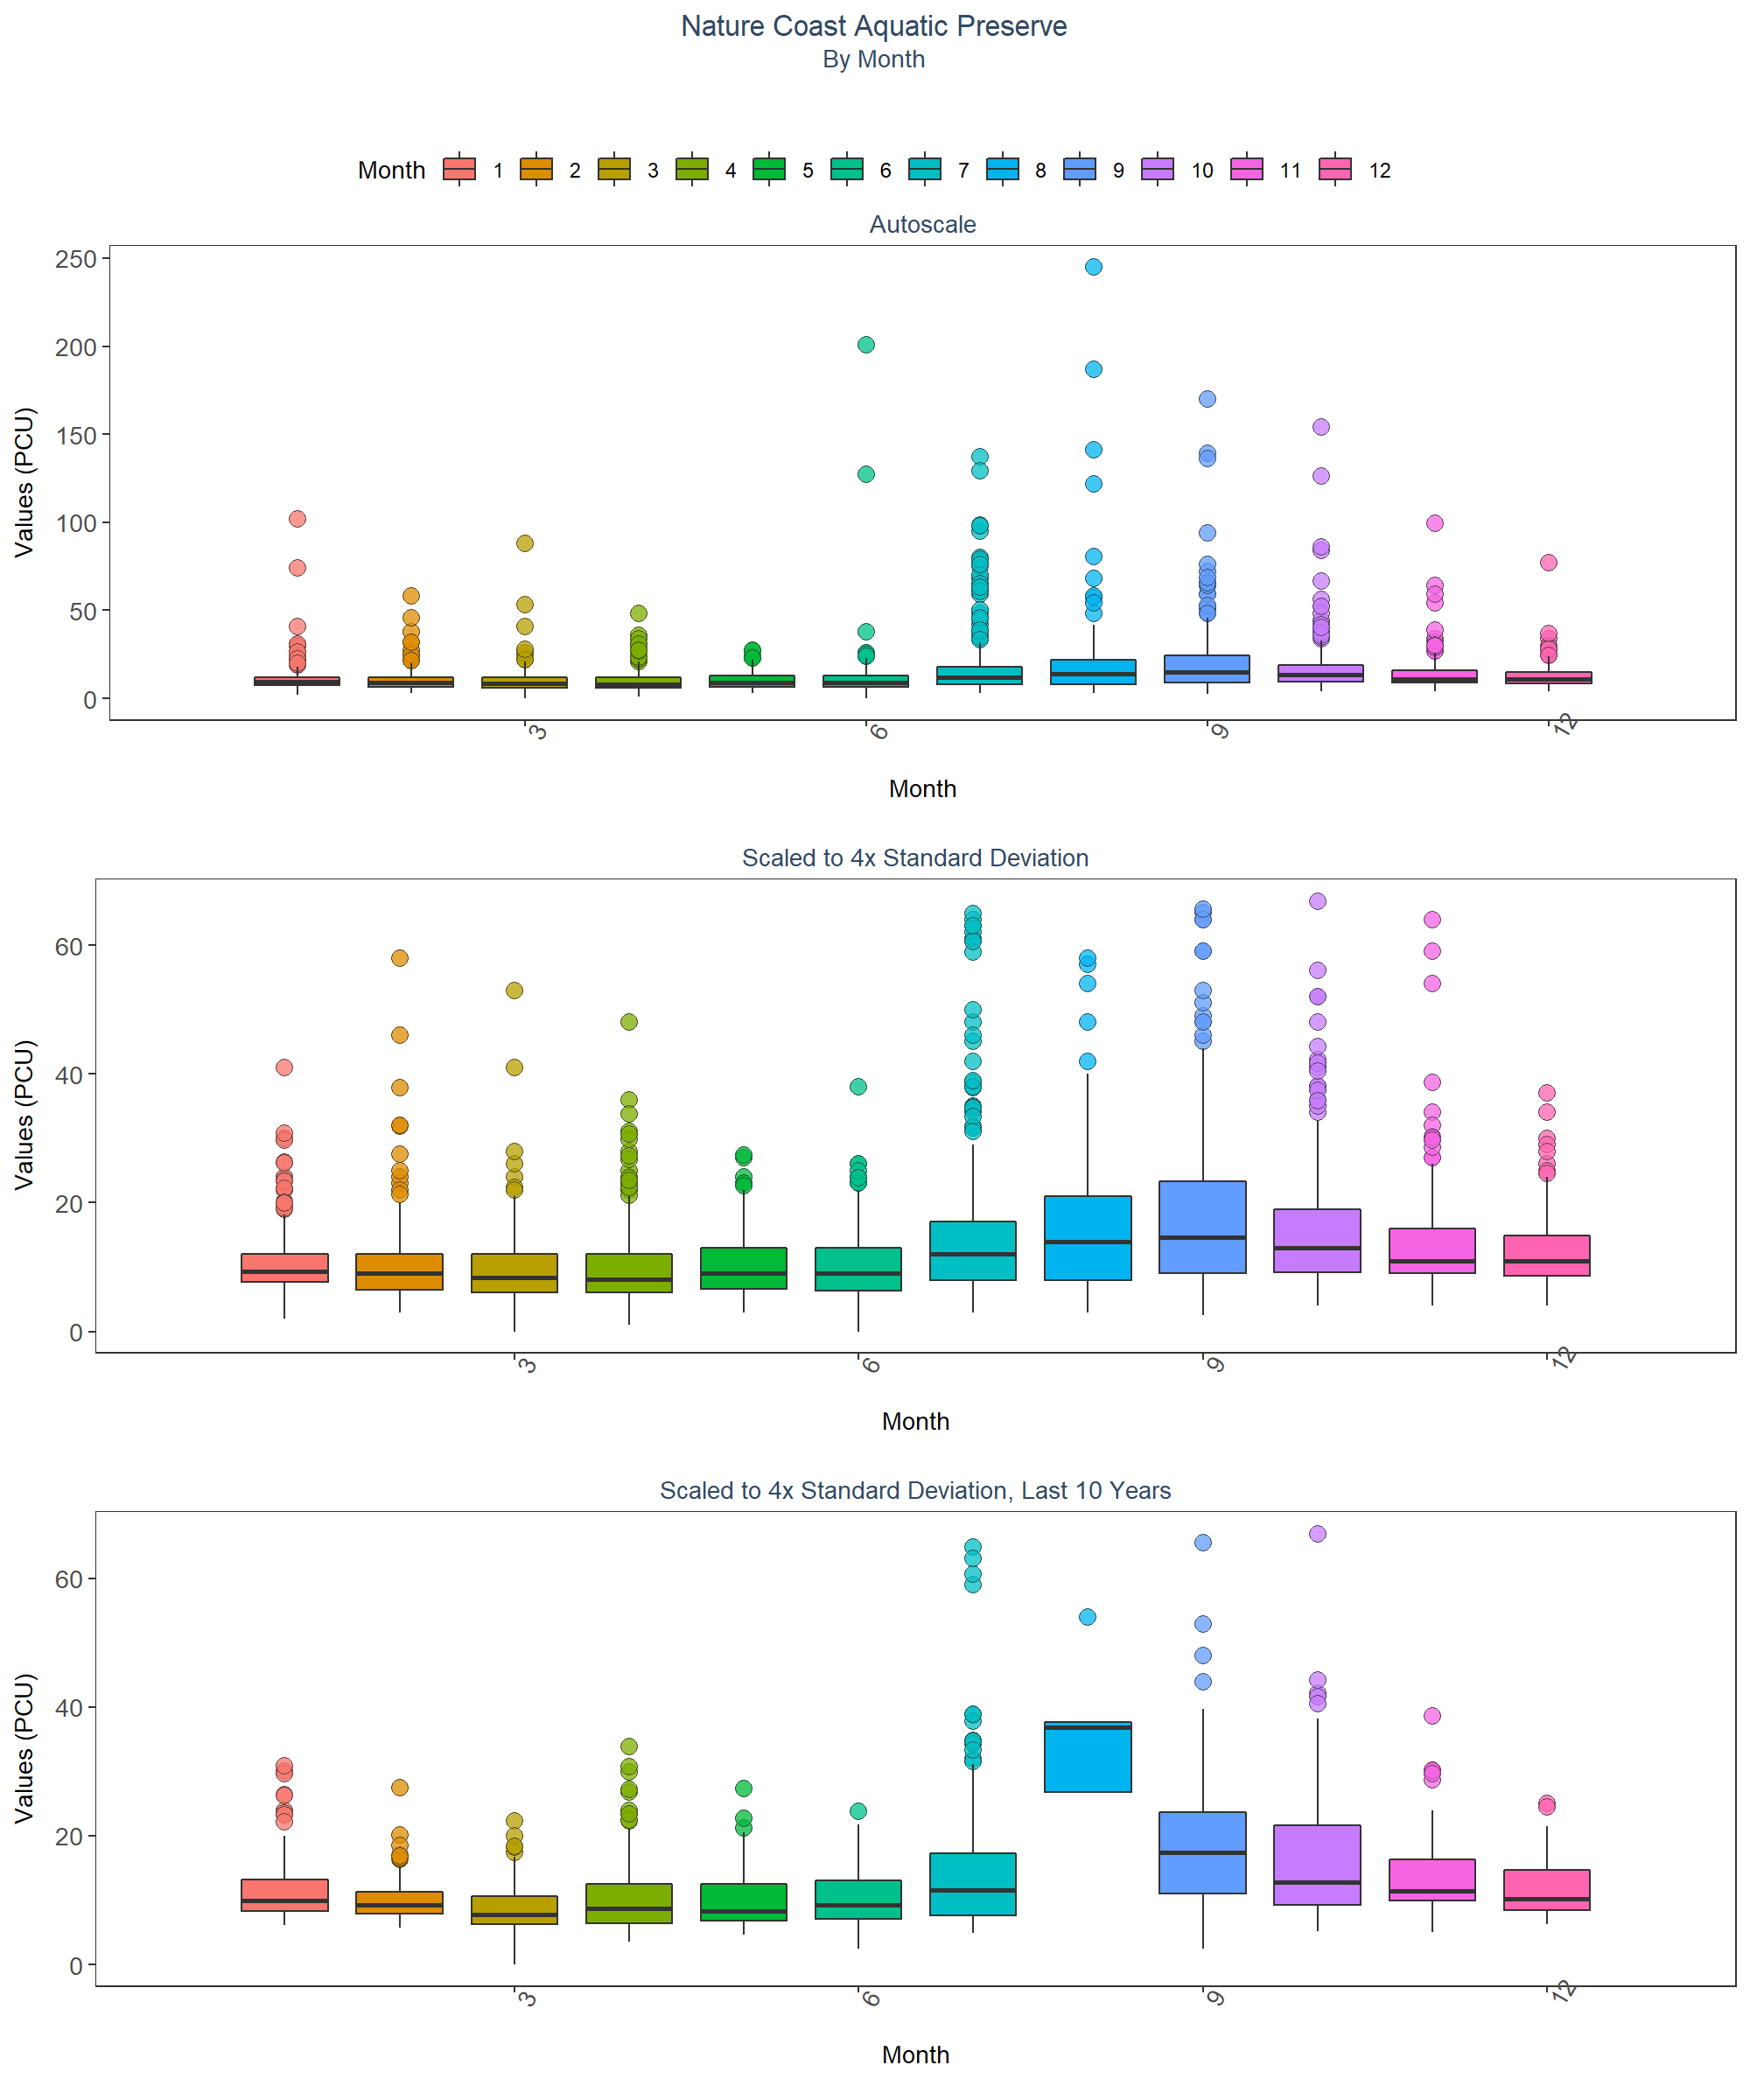 Nature Coast Aquatic Preserve
By Month
Month 1 2 3 4 5 6 7 8 9 10 11 12
Autoscale
250
200
150
100
50
0
Values (PCU)
3 6 9 12
Month
Scaled to 4x Standard Deviation
60
40
20
0
Values (PCU)
3 6 9 12
Month
Scaled to 4x Standard Deviation, Last 10 Years
60
40
20
0
Values (PCU)
3 6 9 12
Month